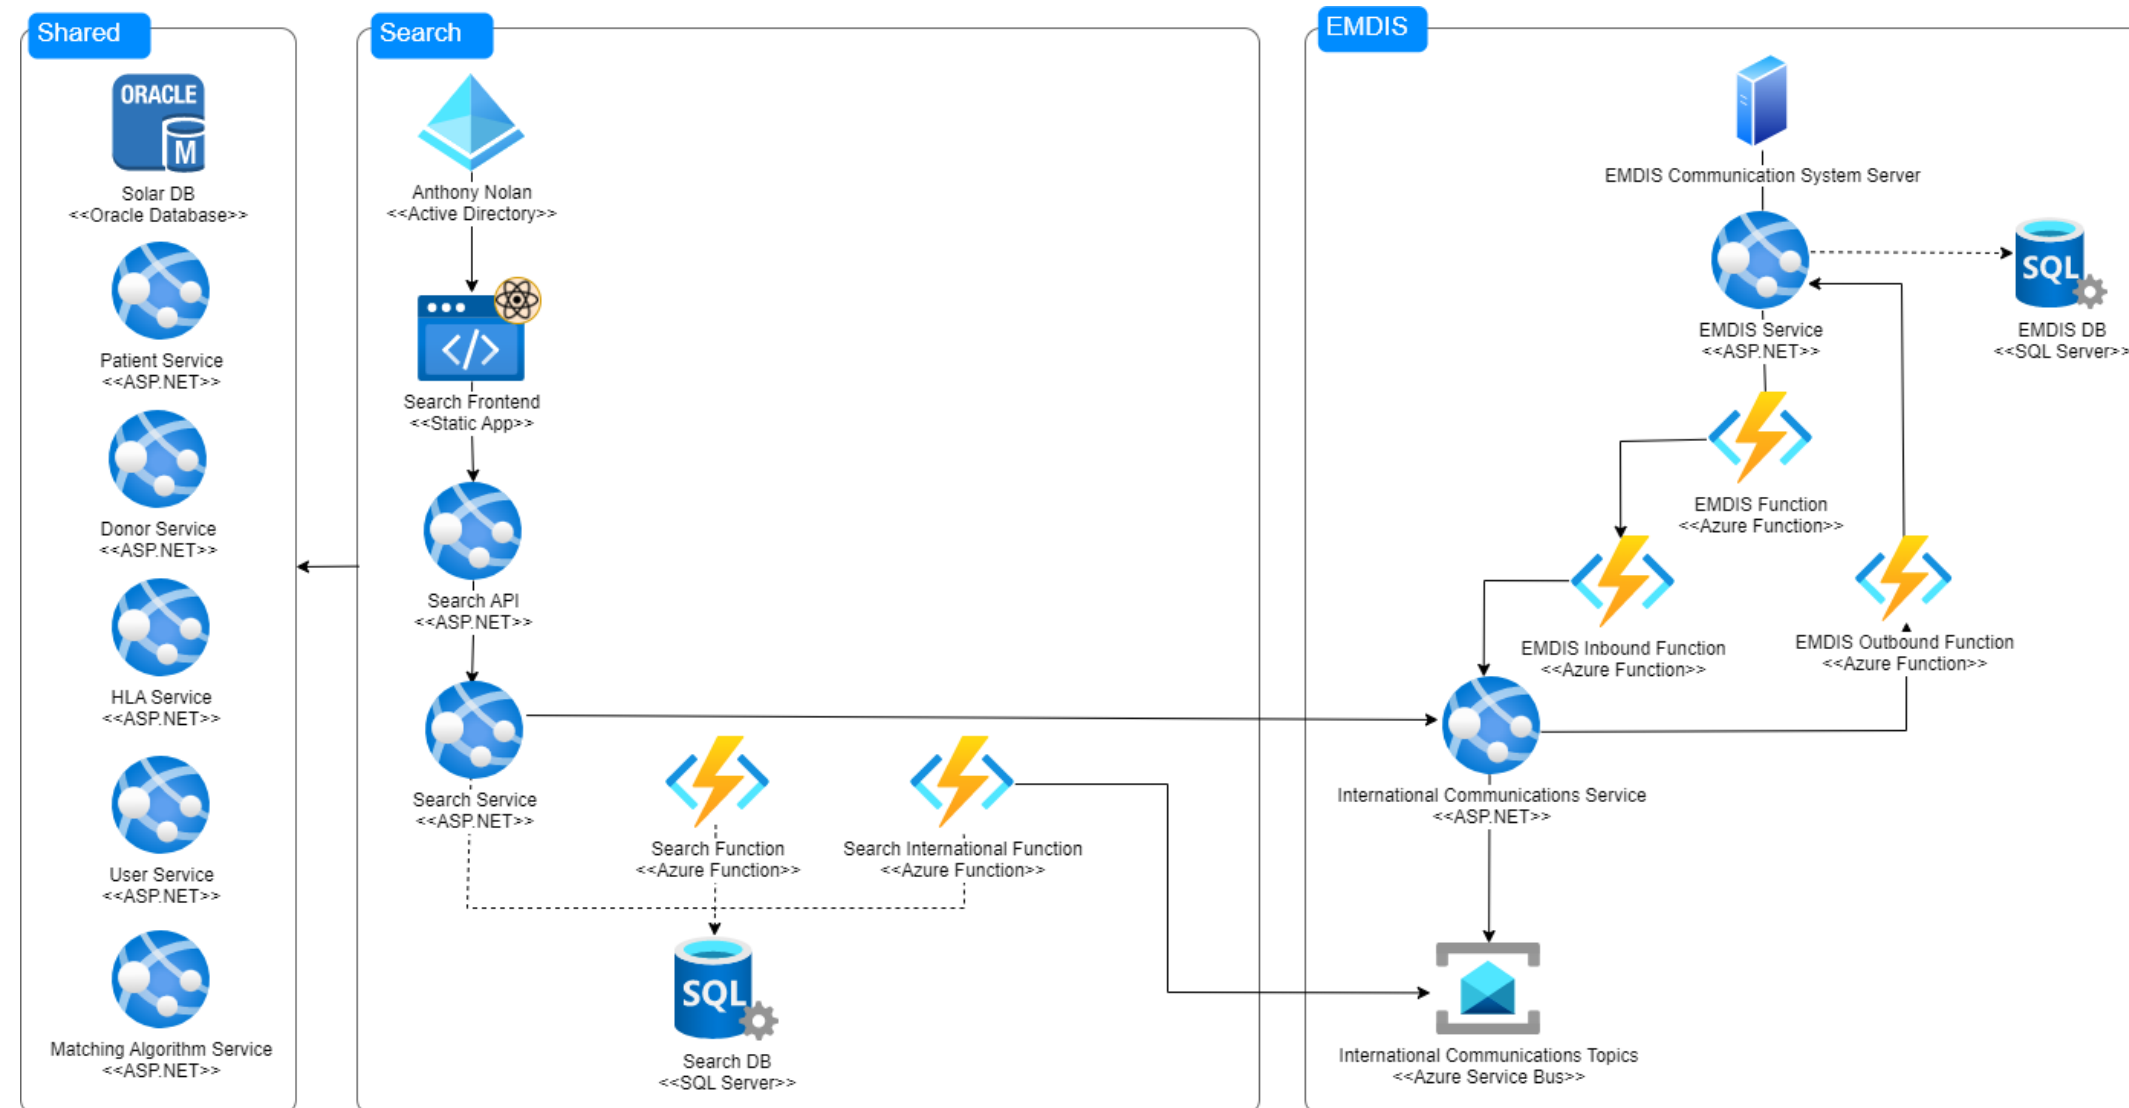 Shared
ORACLE
M
Solar DB
<<Oracle Database>>
Patient Service
<<ASP.NET>>
Donor Service
<<ASP.NET>>
HLA Service
<<ASP.NET>>
User Service
<<ASP.NET>>
Matching Algorithm Service
<<ASP.NET>>
Search
Anthony Nolan
<<Active Directory>>
</>
Search Frontend
<<Static App>>
Search API
<<ASP.NET>>
Search Service
<<ASP.NET>>
Search Function
<<Azure Function>>
Search International Function
<<Azure Function>>
SQL
Search DB
<<SQL Server>>
EMDIS
EMDIS Communication System Server
EMDIS Service
<<ASP.NET>>
SQL
EMDIS DB
<<SQL Server>>
EMDIS Function
<<Azure Function>>
EMDIS Inbound Function
<<Azure Function>>
EMDIS Outbound Function
<<Azure Function>>
International Communications Service
<<ASP.NET>>
International Communications Topics
<<Azure Service Bus>>